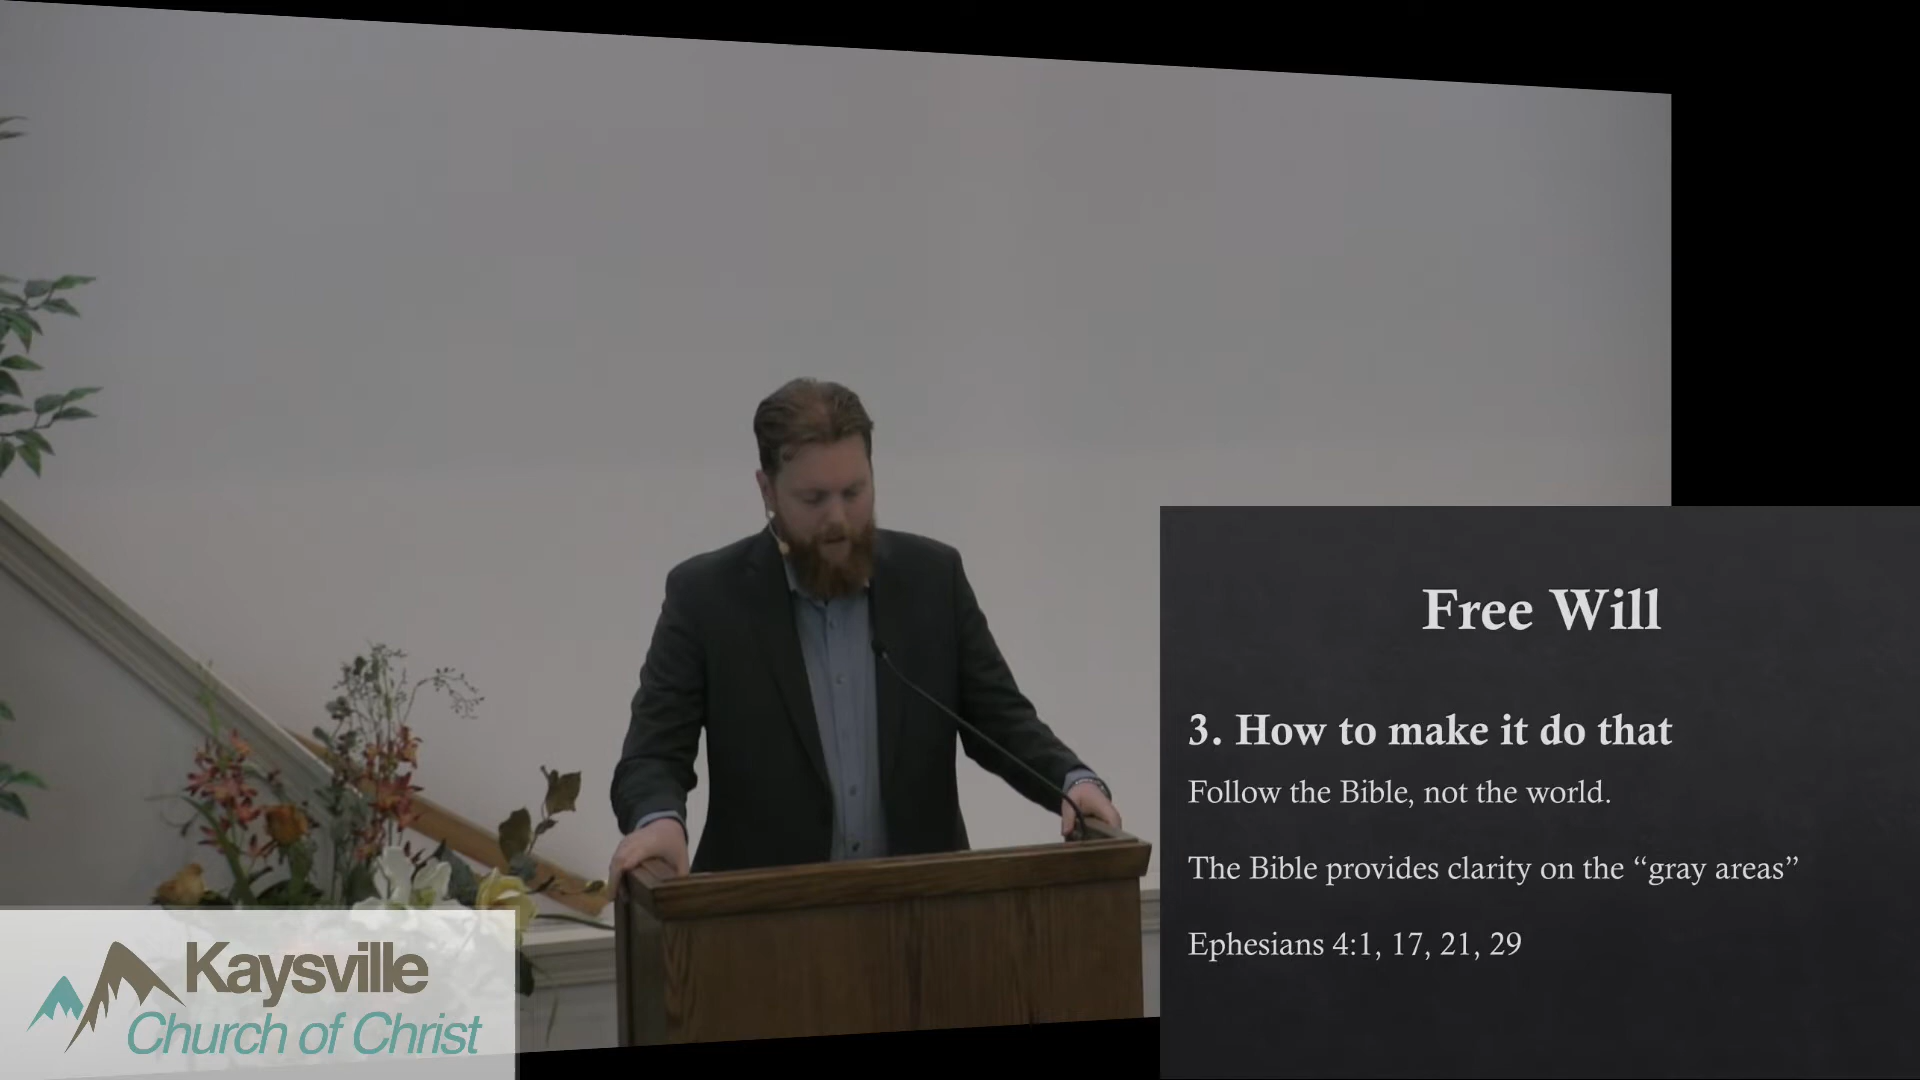 Free Will
3. How to make it do that
Follow the Bible, not the world.
The Bible provides clarity on the “gray areas”
Ephesians 4:1, 17, 21, 29
Kaysville
Church of Christ